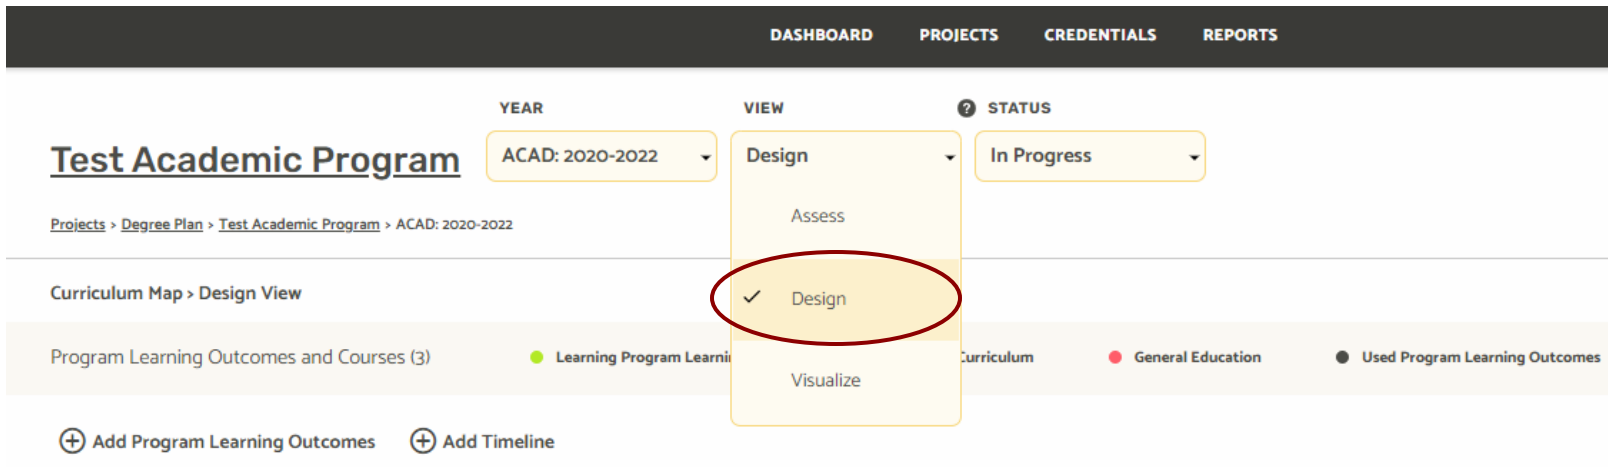 DASHBOARD PROJECTS CREDENTIALS REPORTS
YEAR VIEW ? STATUS
Test Academic Program ACAD: 2020-2022 Design In Progress
Assess
Projects > Degree Plan > Test Academic Program > ACAD: 2020-2022
Curriculum Map > Design View
Design
Program Learning Outcomes and Courses (3) Learning Program Curriculum General Education Used Program Learning Outcomes
Visualize
Add Program Learning Outcomes Add Timeline